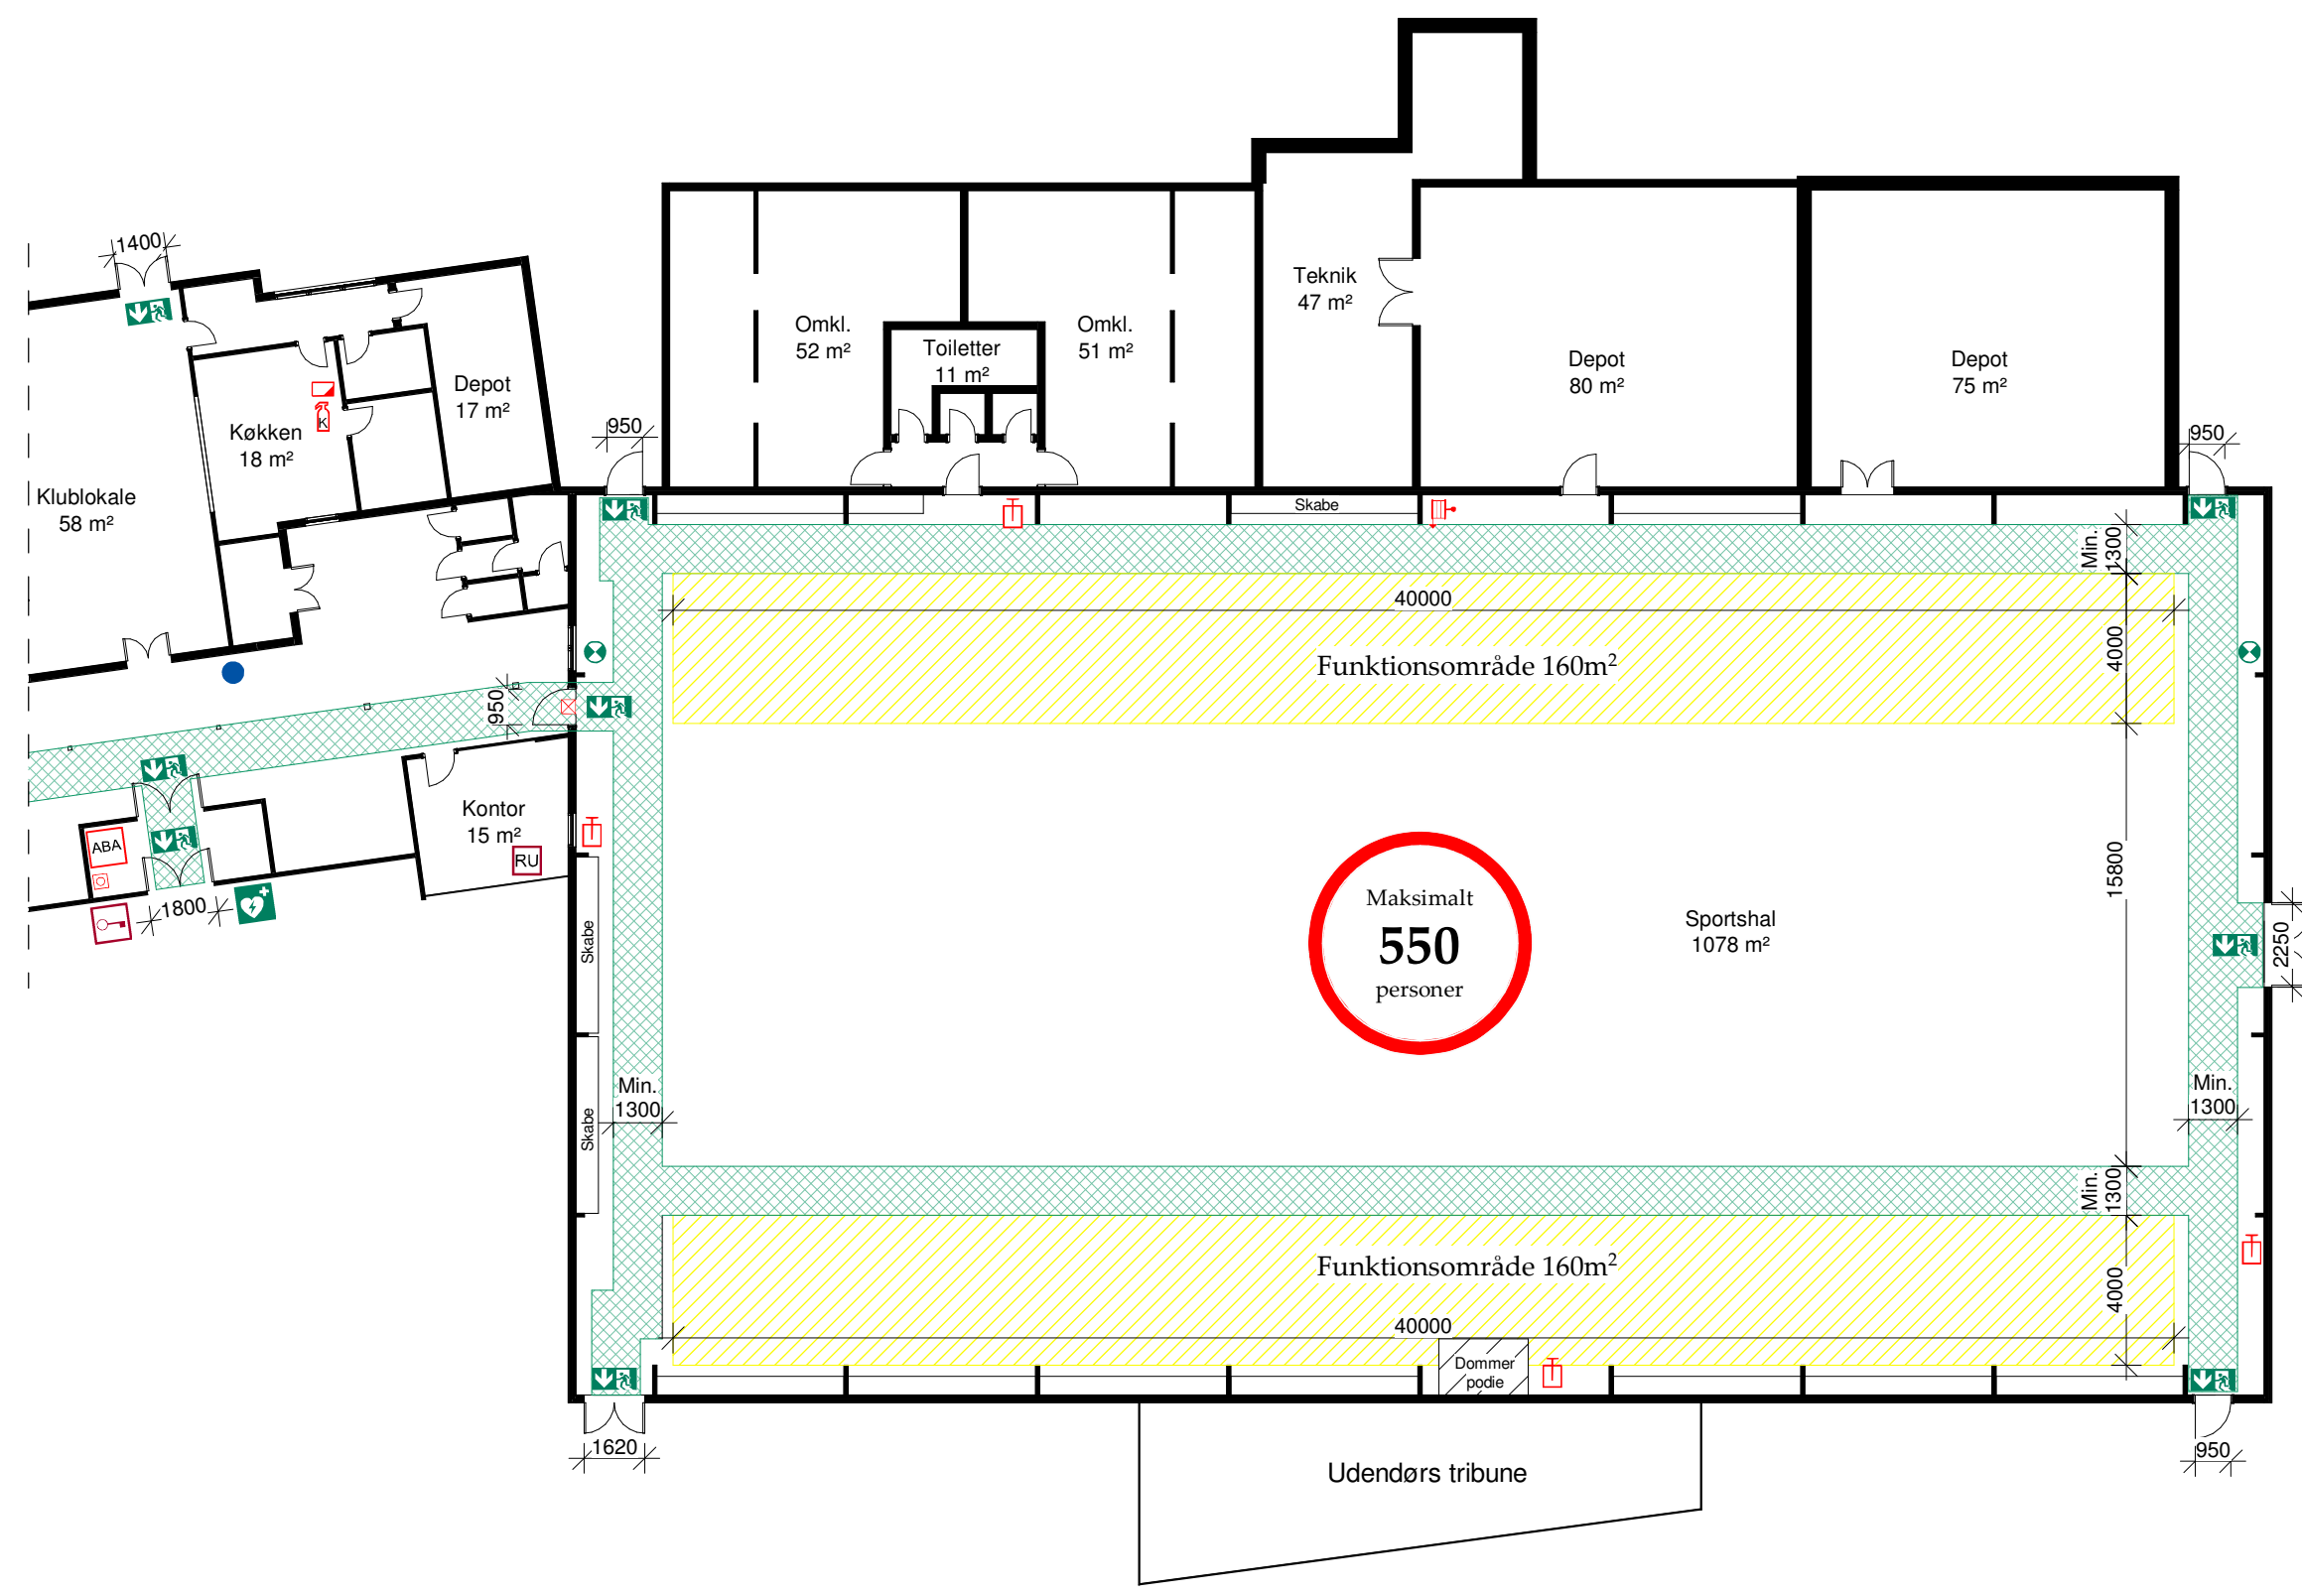 1400
Teknik
47 m²
Omkl.
52 m²
Omkl.
51 m²
Toiletter
11 m²
Depot
80 m²
Depot
75 m²
Depot
17 m²
K
Køkken
18 m²
950
950
Klublokale
58 m²
Skabe
Min.
1300
40000
4000
Funktionsområde 160m²
950
Kontor
15 m²
RU
ABA
1800
Skabe
15800
Maksimalt
550
personer
Sportshal
1078 m²
2250
Min.
1300
Skabe
Min.
1300
Min.
1300
Funktionsområde 160m²
4000
40000
Dommer
podie
1620
950
Udendørs tribune